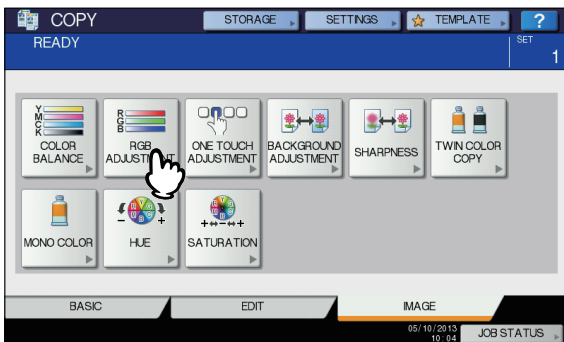 COPY
STORAGE
SETTINGS
TEMPLATE
?
READY
SET
1
Y
M
C
K
COLOR
BALANCE
R
G
B
RGB
ADJUSTMENT
ONE TOUCH
ADJUSTMENT
BACKGROUND
ADJUSTMENT
SHARPNESS
TWIN COLOR
COPY
MONO COLOR
HUE
SATURATION
BASIC
EDIT
IMAGE
05/10/2013
10:04
JOB STATUS